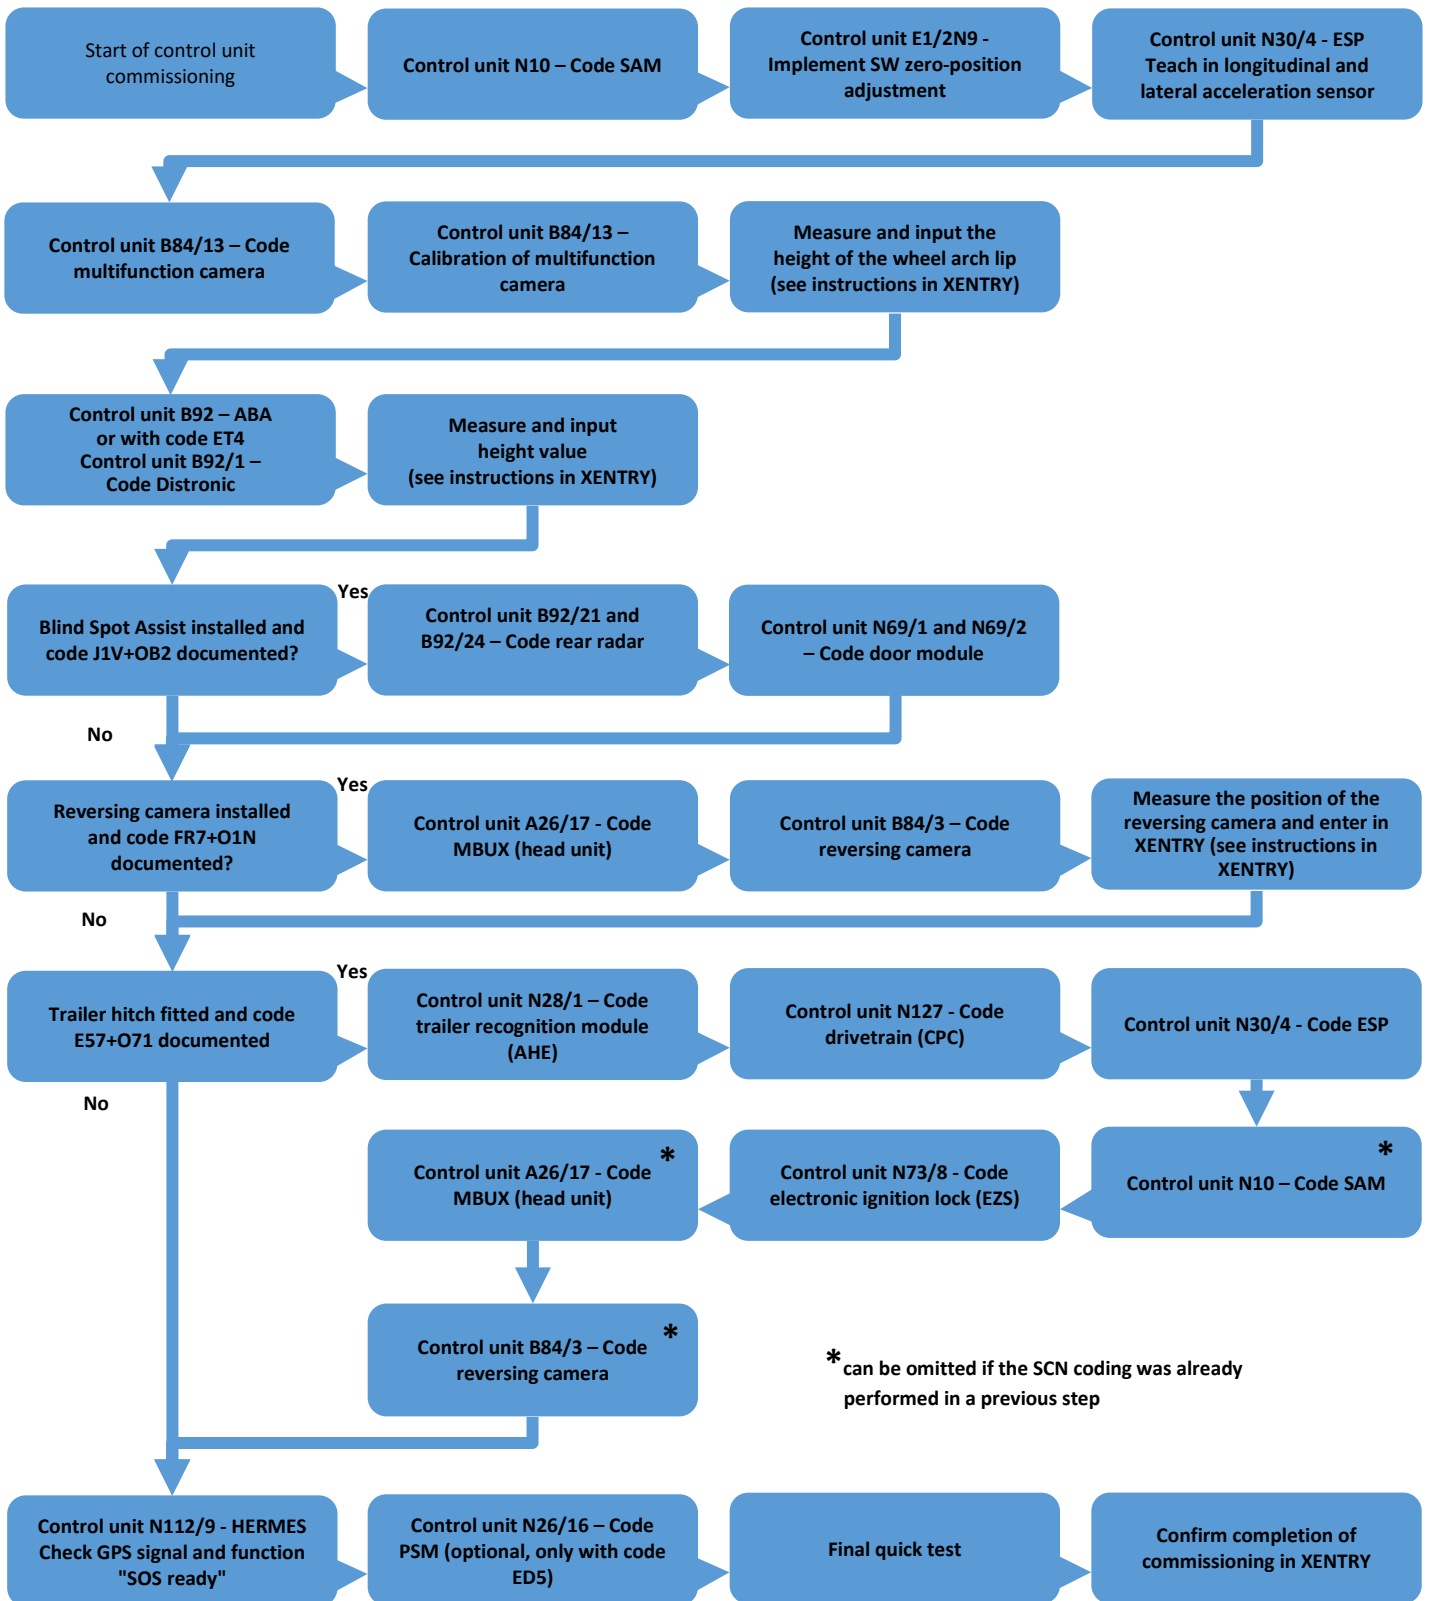 Start of control unit
commissioning
Control unit N10 – Code SAM
Control unit E1/2N9 -
Implement SW zero-position
adjustment
Control unit N30/4 - ESP
Teach in longitudinal and
lateral acceleration sensor
Control unit B84/13 – Code
multifunction camera
Control unit B84/13 –
Calibration of multifunction
camera
Measure and input the
height of the wheel arch lip
(see instructions in XENTRY)
Control unit B92 – ABA
or with code ET4
Control unit B92/1 –
Code Distronic
Measure and input
height value
(see instructions in XENTRY)
Blind Spot Assist installed and
code J1V+OB2 documented?
Yes
Control unit B92/21 and
B92/24 – Code rear radar
Control unit N69/1 and N69/2
– Code door module
No
Reversing camera installed
and code FR7+O1N
documented?
Yes
Control unit A26/17 - Code
MBUX (head unit)
Control unit B84/3 – Code
reversing camera
Measure the position of the
reversing camera and enter in
XENTRY (see instructions in
XENTRY)
No
Trailer hitch fitted and code
E57+O71 documented
Yes
Control unit N28/1 – Code
trailer recognition module
(AHE)
Control unit N127 - Code
drivetrain (CPC)
Control unit N30/4 - Code ESP
No
Control unit N10 – Code SAM *
Control unit N73/8 - Code
electronic ignition lock (EZS)
Control unit A26/17 - Code *
MBUX (head unit)
Control unit B84/3 – Code *
reversing camera
*can be omitted if the SCN coding was already
performed in a previous step
Control unit N112/9 - HERMES
Check GPS signal and function
"SOS ready"
Control unit N26/16 – Code
PSM (optional, only with code
ED5)
Final quick test
Confirm completion of
commissioning in XENTRY